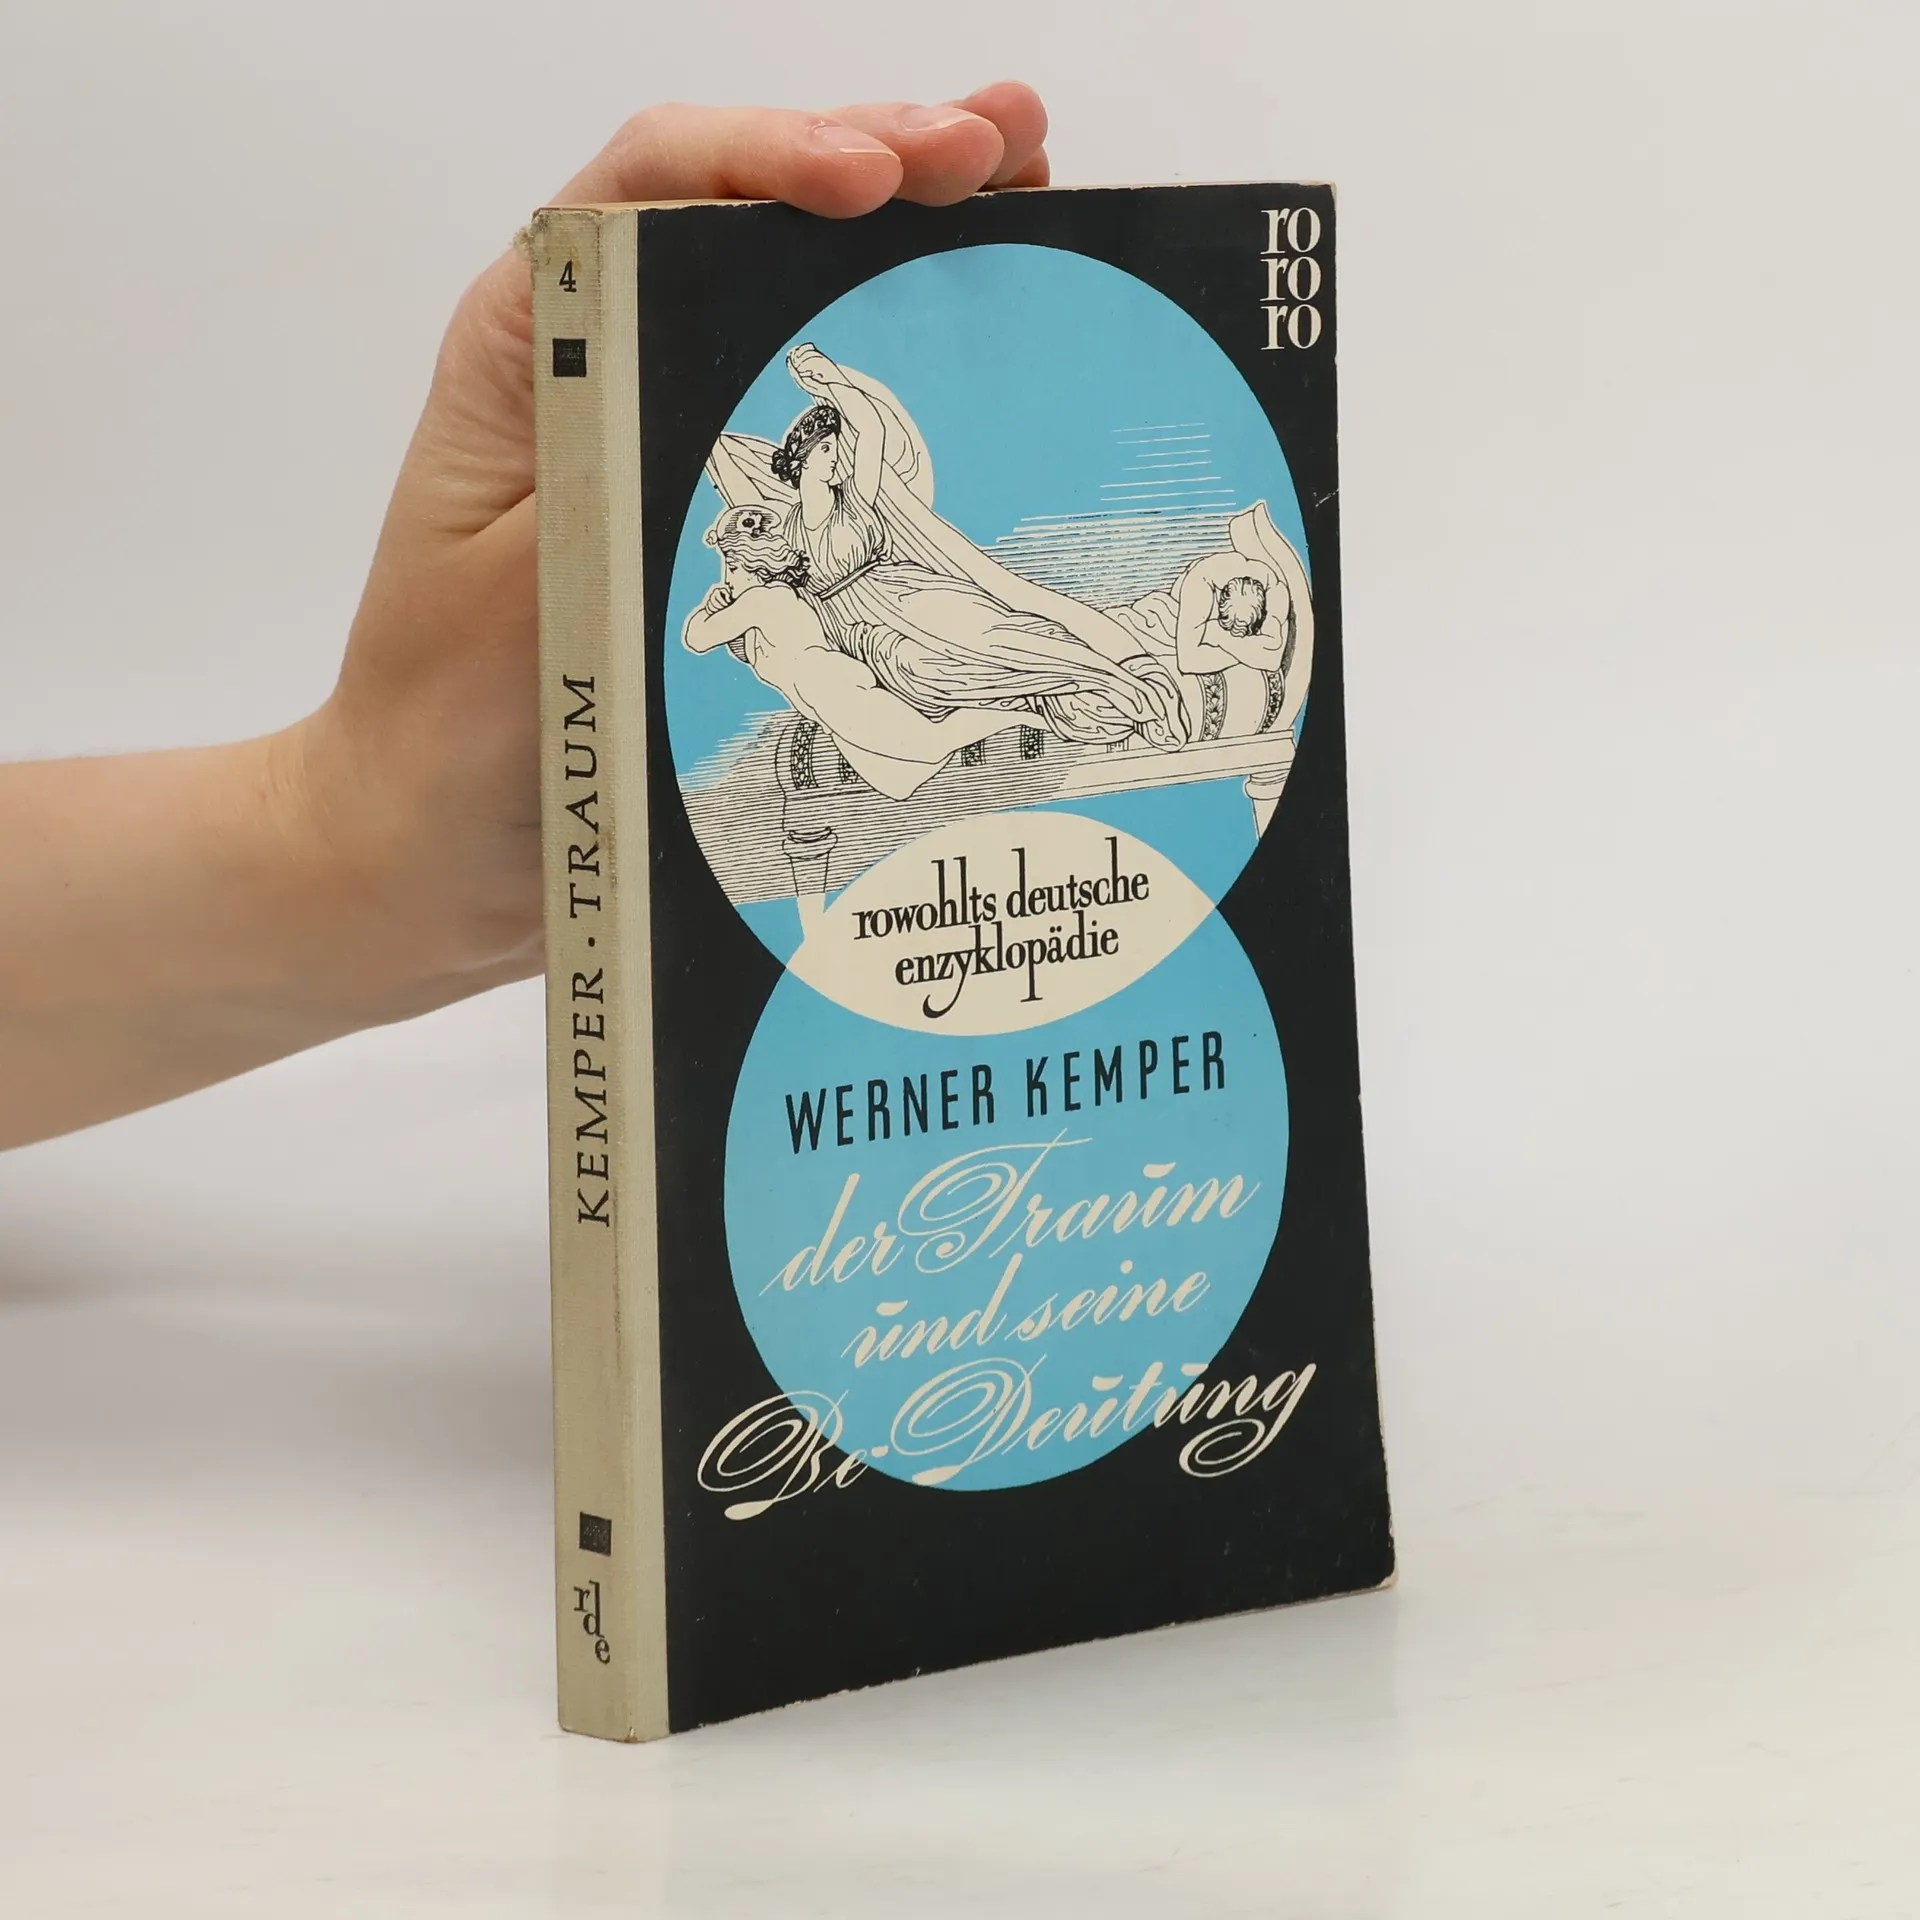 4
KEMPER · TRAUM
rde
ro
ro
ro
rowohlts deutsche
enzyklopädie
WERNER KEMPER
der Traum
und seine
Be-Deutung